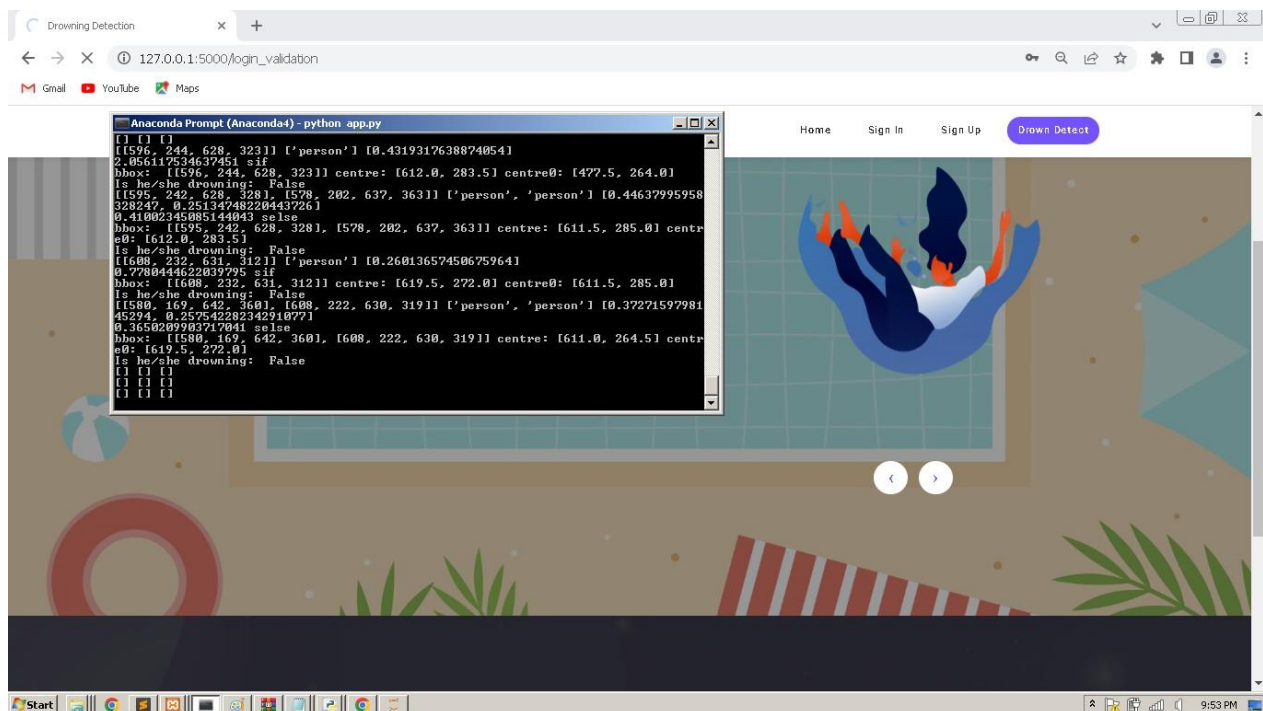 Drowning Detection
127.0.0.1:5000/login_validation
Gmail YouTube Maps
Anaconda Prompt (Anaconda4) - python app.py
[] [] []
[[596, 244, 628, 323]] ['person'] [0.4319317638874054]
2.056117534637451 sif
bbox:  [[596, 244, 628, 323]] centre: [612.0, 283.5] centre0: [477.5, 264.0]
Is he/she drowning:  False
[[595, 242, 628, 328], [578, 202, 637, 363]] ['person', 'person'] [0.44637995958
328247, 0.25134748220443726]
0.41002345085144043 selse
bbox:  [[595, 242, 628, 328], [578, 202, 637, 363]] centre: [611.5, 285.0] centr
e0: [612.0, 283.5]
Is he/she drowning:  False
[[608, 232, 631, 312]] ['person'] [0.26013657450675964]
0.7780444622039795 sif
bbox:  [[608, 232, 631, 312]] centre: [619.5, 272.0] centre0: [611.5, 285.0]
Is he/she drowning:  False
[[580, 169, 642, 360], [608, 222, 630, 319]] ['person', 'person'] [0.37271597981
45294, 0.25754228234291077]
0.3650209903717041 selse
bbox:  [[580, 169, 642, 360], [608, 222, 630, 319]] centre: [611.0, 264.5] centr
e0: [619.5, 272.0]
Is he/she drowning:  False
[] [] []
[] [] []
[] [] []
Home Sign In Sign Up Drown Detect
Start 9:53 PM